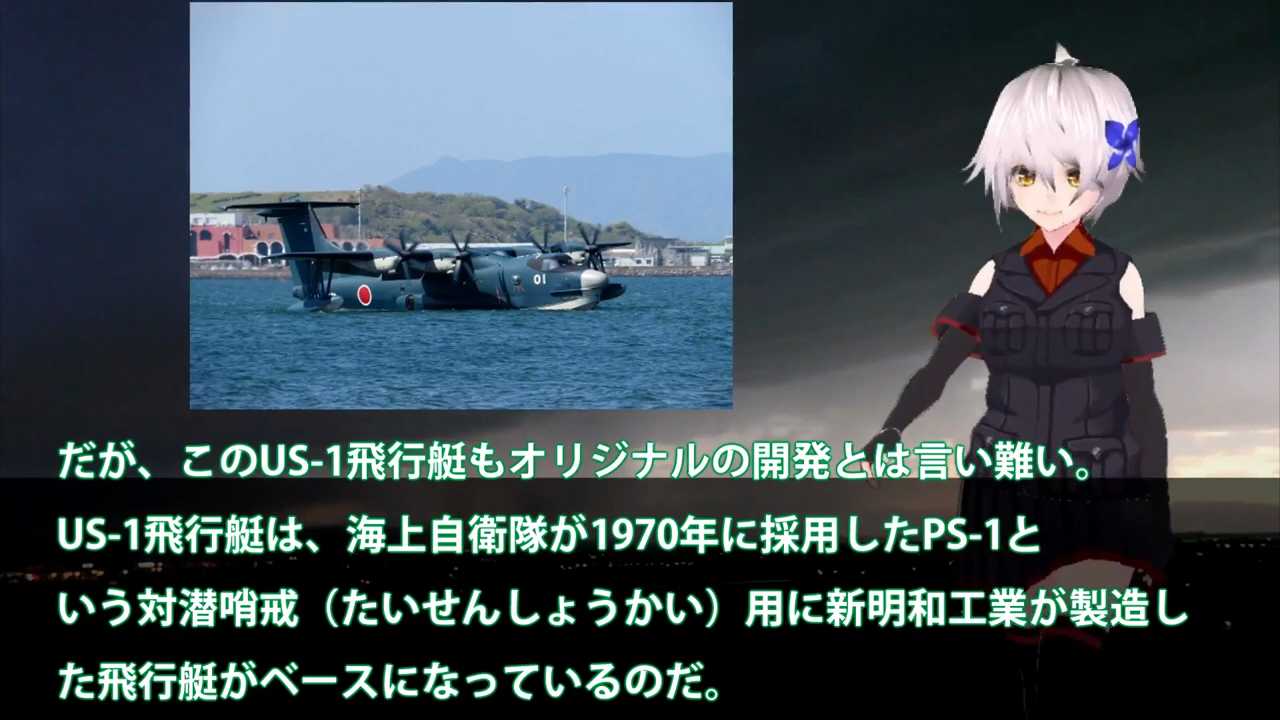 01
だが、このUS-1飛行艇もオリジナルの開発とは言い難い。
US-1飛行艇は、海上自衛隊が1970年に採用したPS-1と
いう対潜哨戒（たいせんしょうかい）用に新明和工業が製造し
た飛行艇がベースになっているのだ。